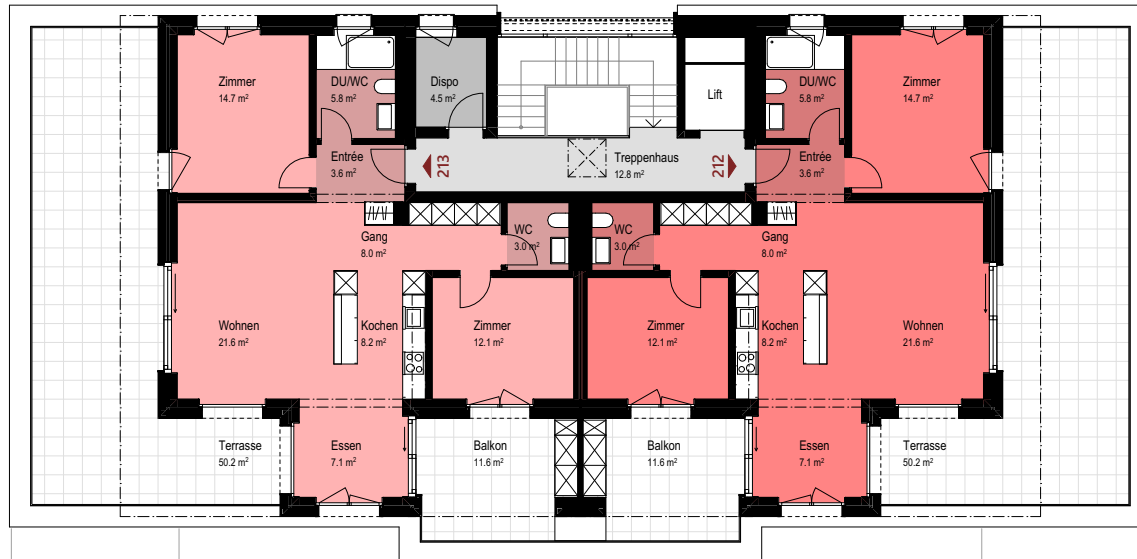 Zimmer
14.7 m²
DU/WC
5.8 m²
Dispo
4.5 m²
Lift
DU/WC
5.8 m²
Zimmer
14.7 m²
Entrée
3.6 m²
213
Treppenhaus
12.8 m²
212
Entrée
3.6 m²
Gang
8.0 m²
WC
3.0 m²
WC
3.0 m²
Gang
8.0 m²
Wohnen
21.6 m²
Kochen
8.2 m²
Zimmer
12.1 m²
Zimmer
12.1 m²
Kochen
8.2 m²
Wohnen
21.6 m²
Terrasse
50.2 m²
Essen
7.1 m²
Balkon
11.6 m²
Balkon
11.6 m²
Essen
7.1 m²
Terrasse
50.2 m²